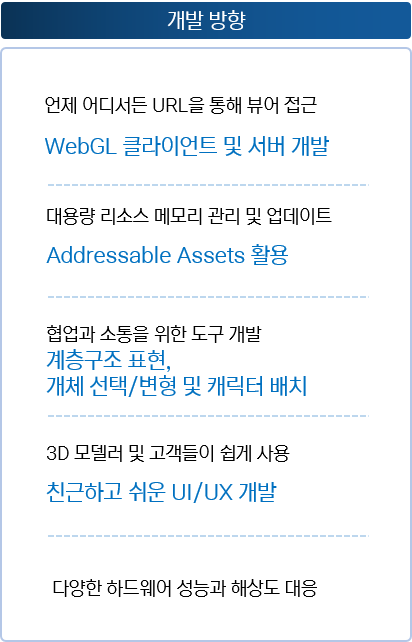 개발 방향
언제 어디서든 URL을 통해 뷰어 접근
WebGL 클라이언트 및 서버 개발
대용량 리소스 메모리 관리 및 업데이트
Addressable Assets 활용
협업과 소통을 위한 도구 개발
계층구조 표현,
개체 선택/변형 및 캐릭터 배치
3D 모델러 및 고객들이 쉽게 사용
친근하고 쉬운 UI/UX 개발
다양한 하드웨어 성능과 해상도 대응